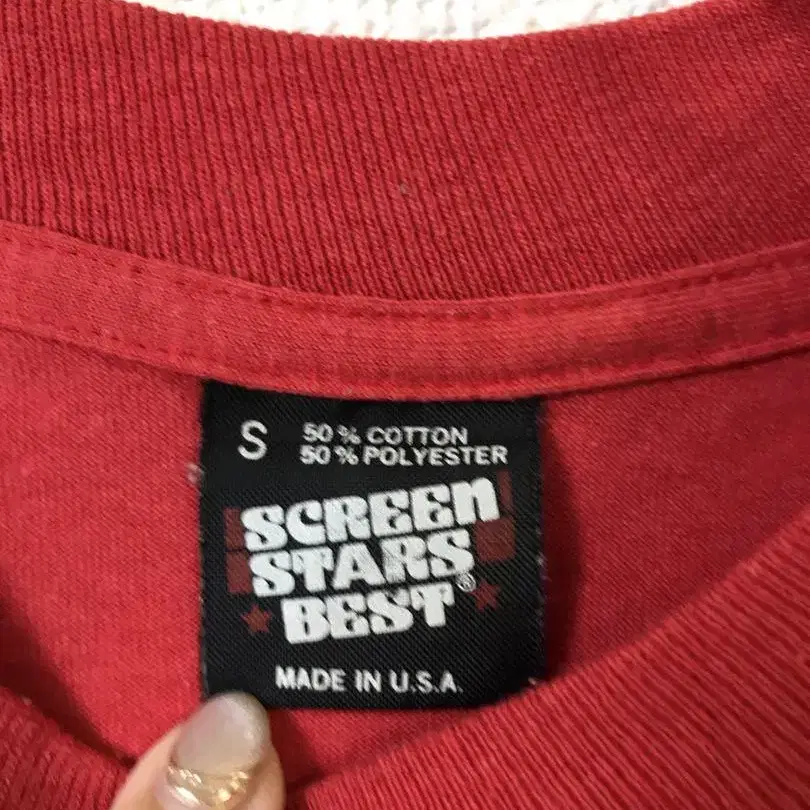 S 50% COTTON
50% POLYESTER
SCREEN
STARS
BEST®
MADE IN U.S.A.